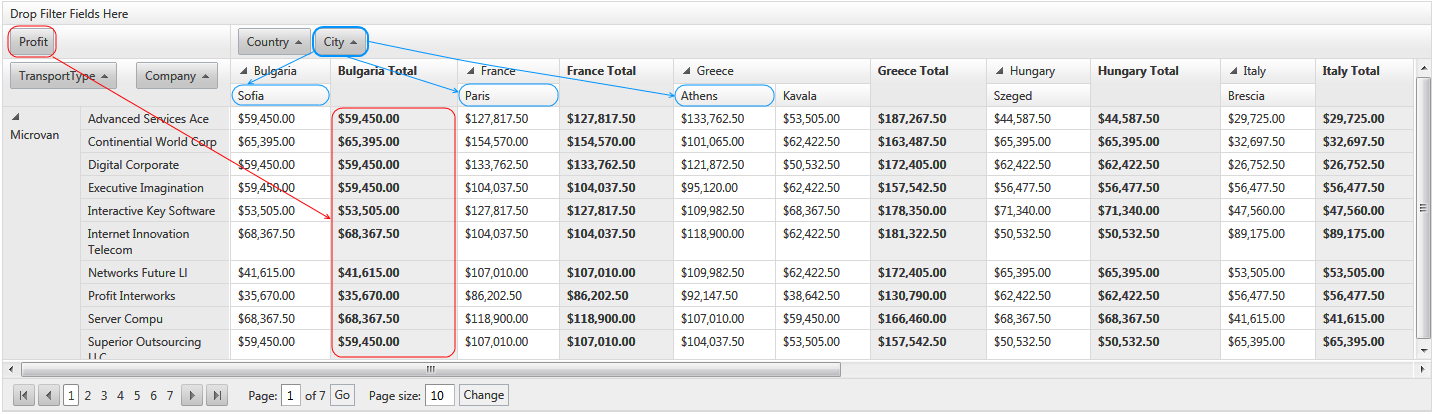 Drop Filter Fields Here
Profit Country City
TransportType Company Bulgaria Bulgaria Total France France Total Greece Greece Total Hungary Hungary Total Italy Italy Total
Sofia Paris Athens Kavala Szeged Brescia
Microvan
Advanced Services Ace $59,450.00 $59,450.00 $127,817.50 $127,817.50 $133,762.50 $53,505.00 $187,267.50 $44,587.50 $44,587.50 $29,725.00 $29,725.00
Continental World Corp $65,395.00 $65,395.00 $154,570.00 $154,570.00 $101,065.00 $62,422.50 $163,487.50 $65,395.00 $65,395.00 $32,697.50 $32,697.50
Digital Corporate $59,450.00 $59,450.00 $133,762.50 $133,762.50 $121,872.50 $50,532.50 $172,405.00 $62,422.50 $62,422.50 $26,752.50 $26,752.50
Executive Imagination $59,450.00 $59,450.00 $104,037.50 $104,037.50 $95,120.00 $62,422.50 $157,542.50 $56,477.50 $56,477.50 $56,477.50 $56,477.50
Interactive Key Software $53,505.00 $53,505.00 $127,817.50 $127,817.50 $109,982.50 $68,367.50 $178,350.00 $71,340.00 $71,340.00 $47,560.00 $47,560.00
Internet Innovation
Telecom $68,367.50 $68,367.50 $104,037.50 $104,037.50 $118,900.00 $62,422.50 $181,322.50 $50,532.50 $50,532.50 $89,175.00 $89,175.00
Networks Future LI $41,615.00 $41,615.00 $107,010.00 $107,010.00 $109,982.50 $62,422.50 $172,405.00 $65,395.00 $65,395.00 $53,505.00 $53,505.00
Profit Interworks $35,670.00 $35,670.00 $86,202.50 $86,202.50 $92,147.50 $38,642.50 $130,790.00 $62,422.50 $62,422.50 $56,477.50 $56,477.50
Server Compu $68,367.50 $68,367.50 $118,900.00 $118,900.00 $107,010.00 $59,450.00 $166,460.00 $68,367.50 $68,367.50 $41,615.00 $41,615.00
Superior Outsourcing
LLC $59,450.00 $59,450.00 $107,010.00 $107,010.00 $104,037.50 $53,505.00 $157,542.50 $50,532.50 $50,532.50 $65,395.00 $65,395.00
1 2 3 4 5 6 7 Page: 1 of 7 Go Page size: 10 Change